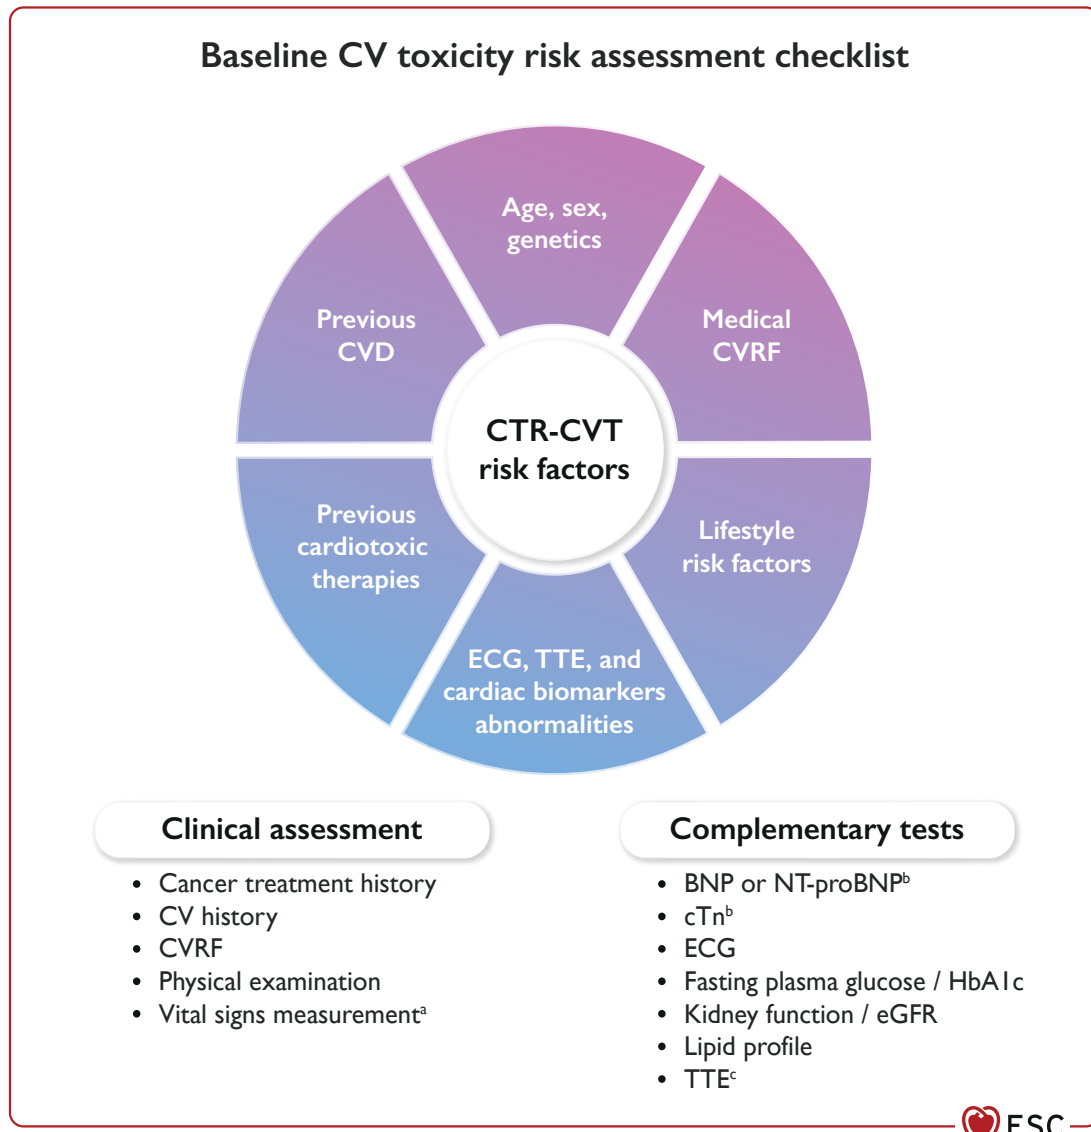 Baseline CV toxicity risk assessment checklist
Age, sex,
genetics
Previous
CVD
Medical
CVRF
CTR-CVT
risk factors
Previous
cardiotoxic
therapies
Lifestyle
risk factors
ECG, TTE, and
cardiac biomarkers
abnormalities
Clinical assessment
• Cancer treatment history
• CV history
• CVRF
• Physical examination
• Vital signs measurementᵃ
Complementary tests
• BNP or NT-proBNPᵇ
• cTnᵇ
• ECG
• Fasting plasma glucose / HbA1c
• Kidney function / eGFR
• Lipid profile
• TTEᶜ
ESC